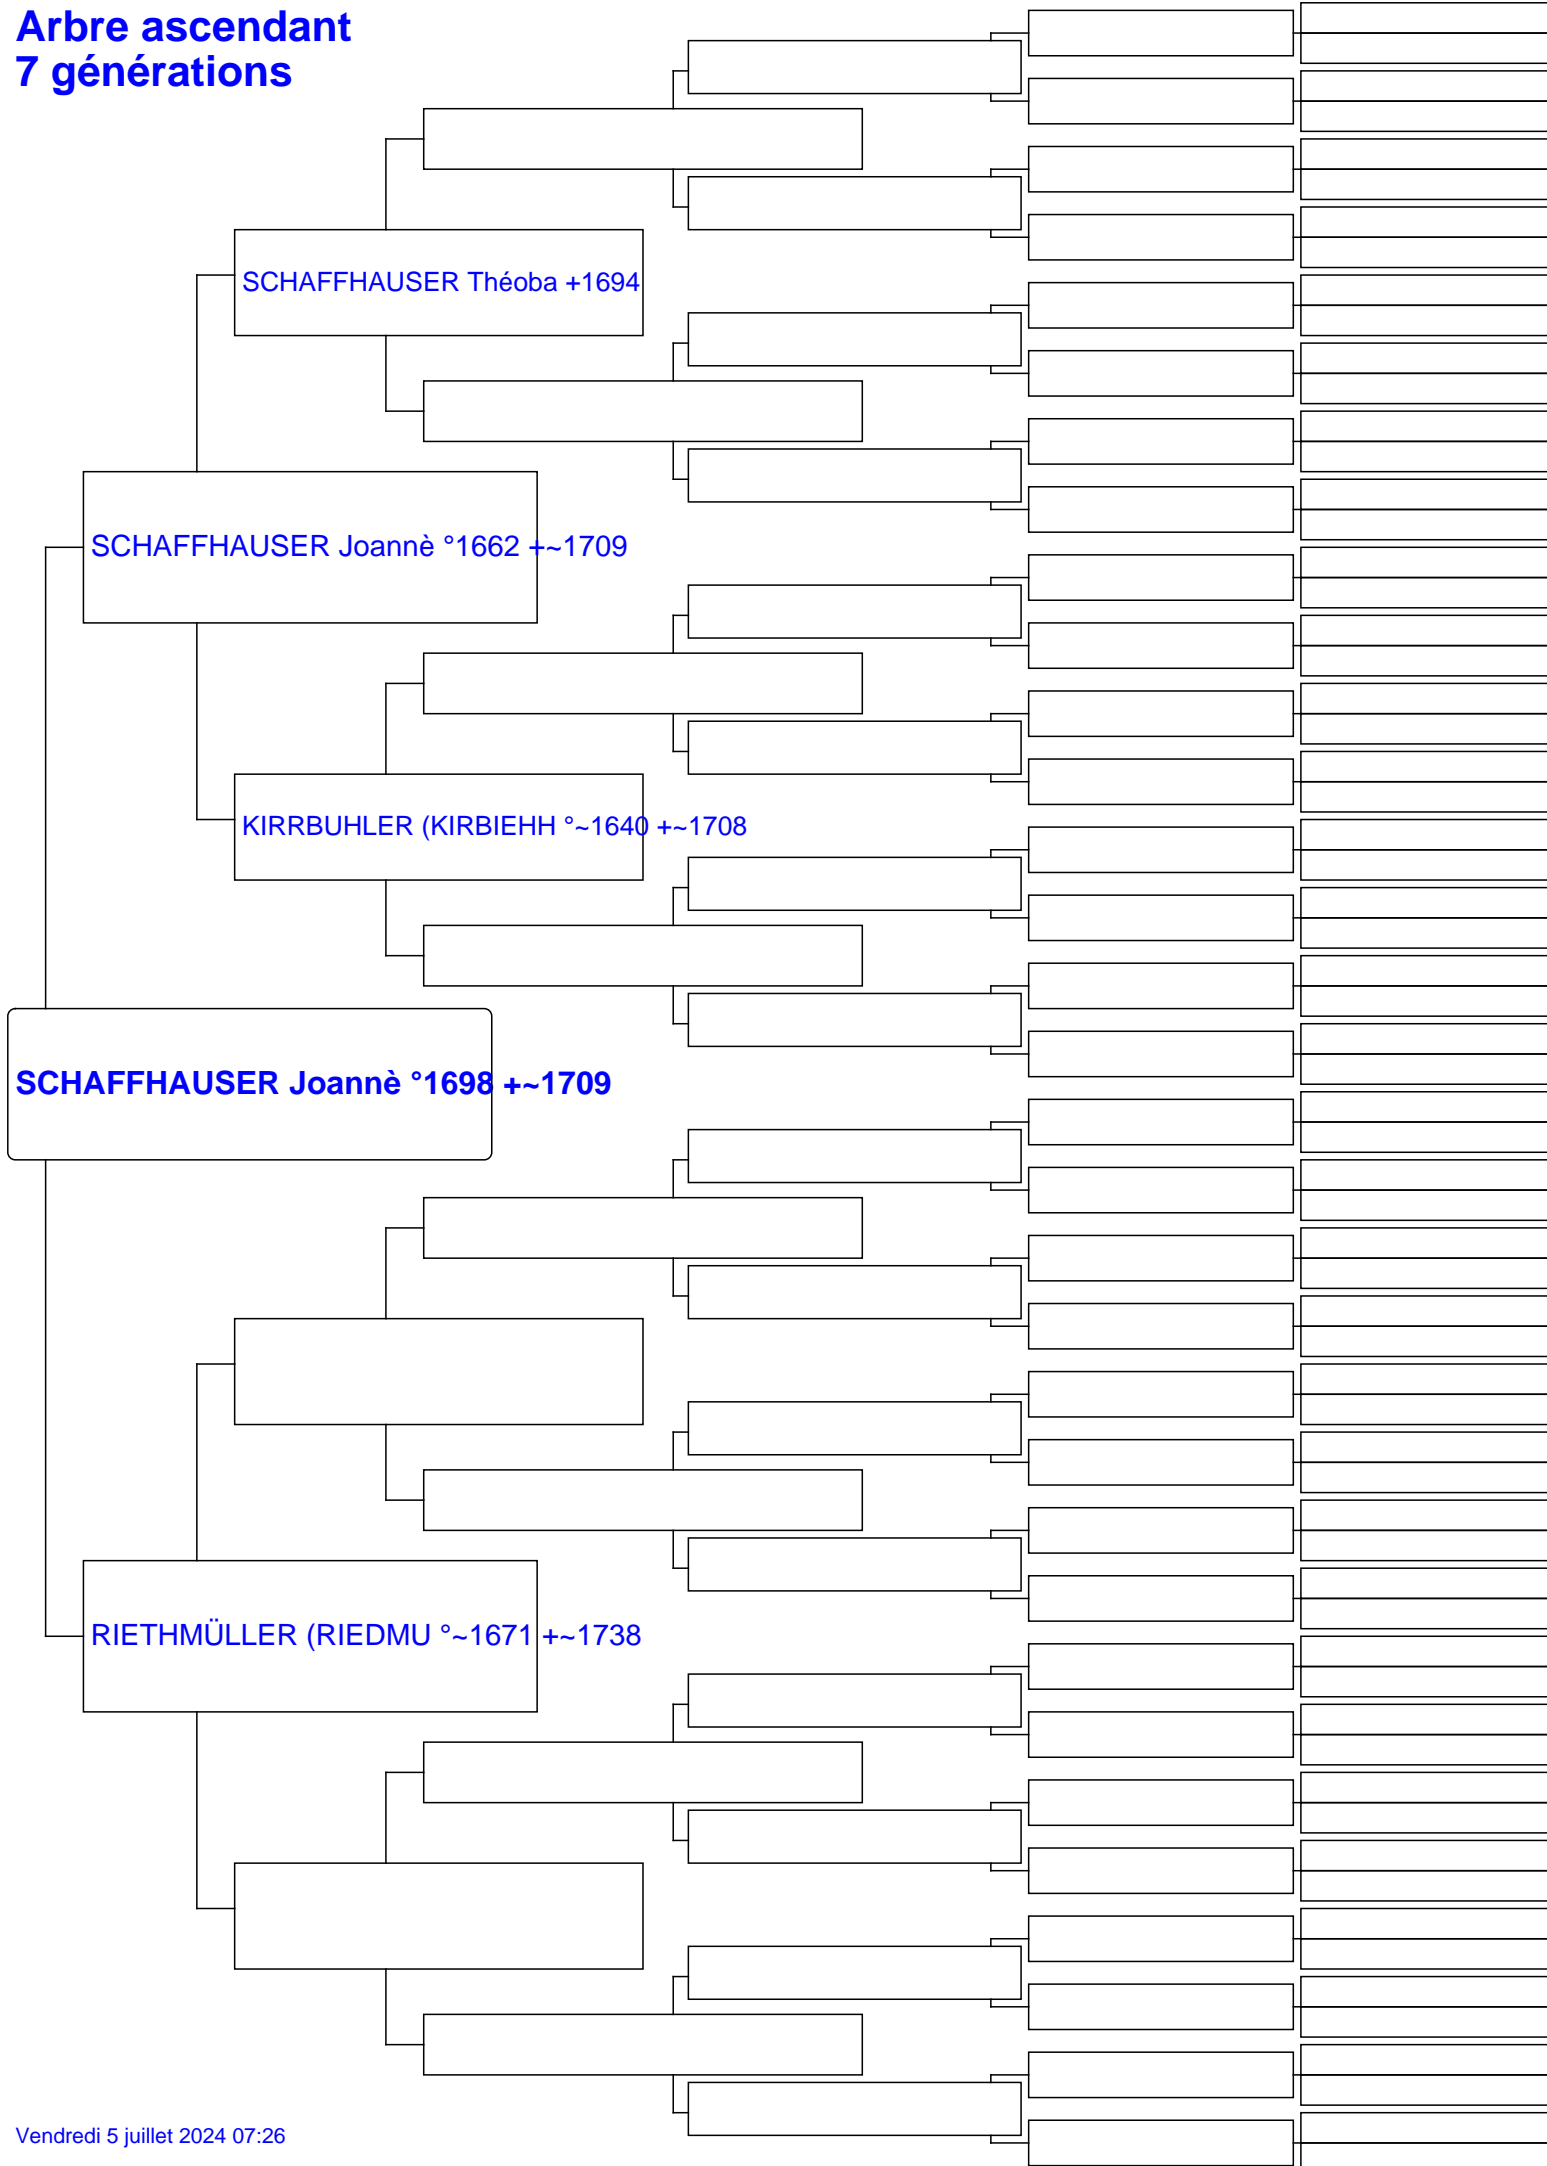 Arbre ascendant
7 générations
SCHAFFHAUSER Théoba +1694
SCHAFFHAUSER Joannè °1662 +~1709
KIRRBUHLER (KIRBIEHH °~1640 +~1708
SCHAFFHAUSER Joannè °1698 +~1709
RIETHMÜLLER (RIEDMU °~1671 +~1738
Vendredi 5 juillet 2024 07:26